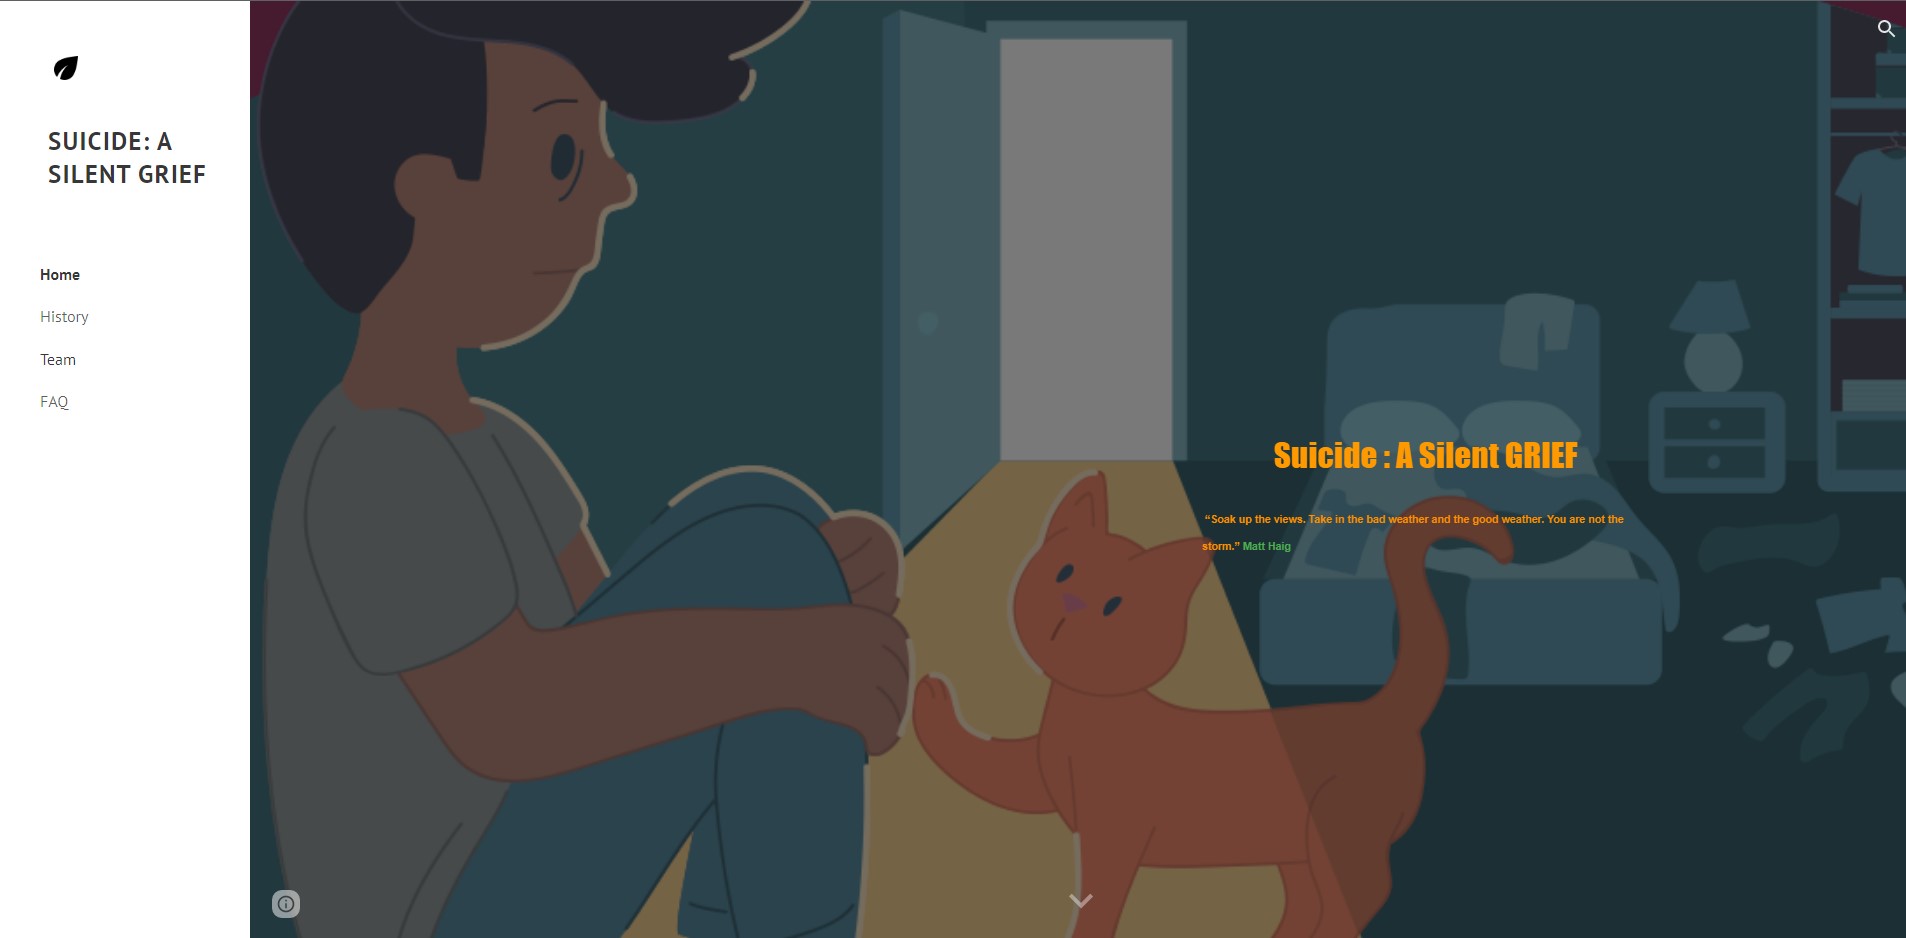 SUICIDE: A
SILENT GRIEF
Home
History
Team
FAQ
Suicide : A Silent GRIEF
“Soak up the views. Take in the bad weather and the good weather. You are not the
storm.” Matt Haig